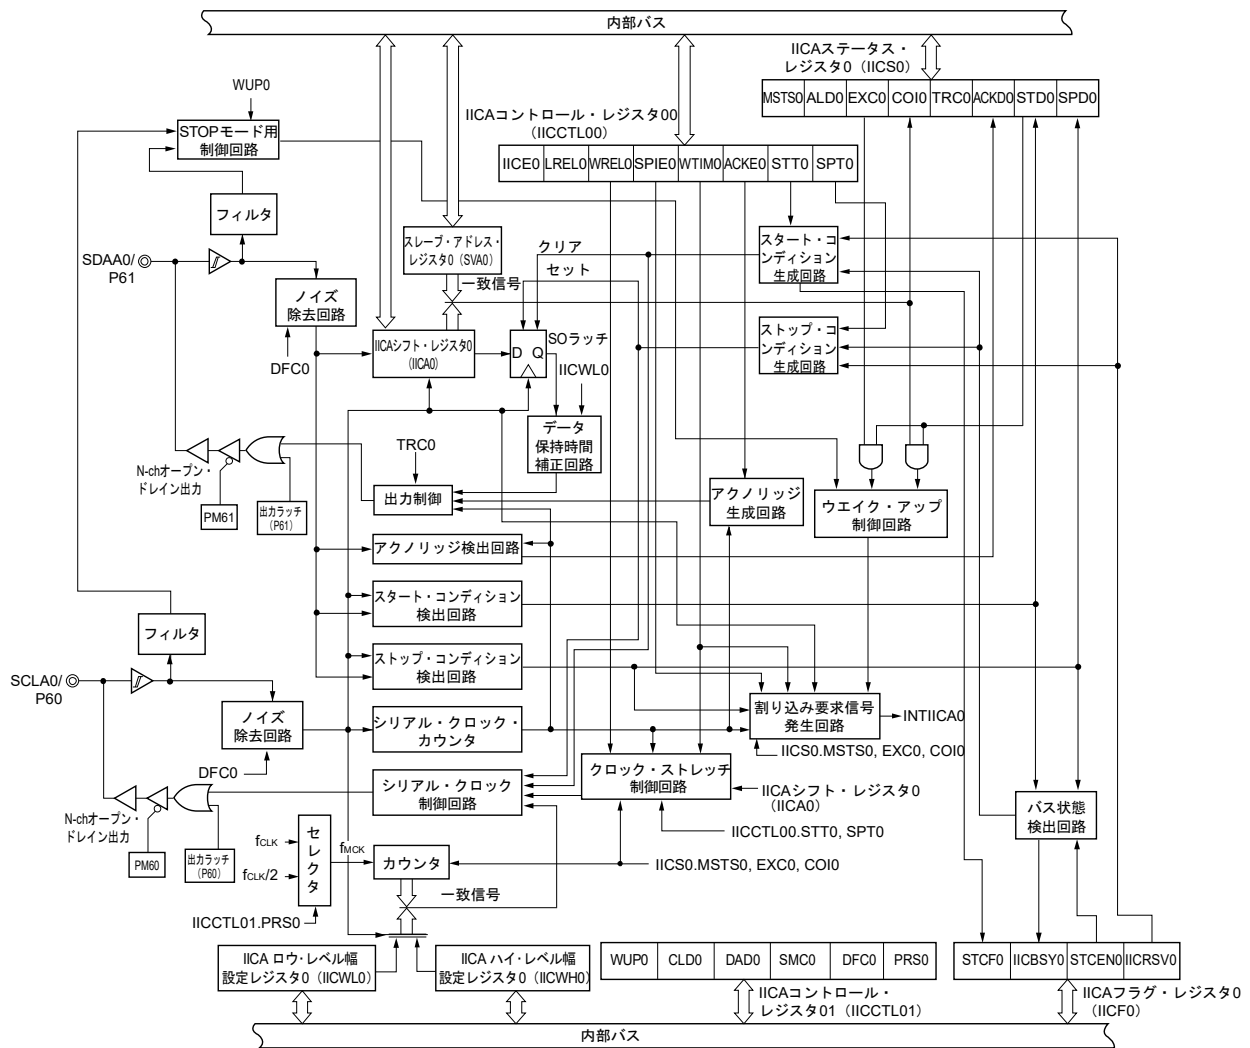 内部バス
IICAステータス・
レジスタ0（IICS0）
MSTS0 ALD0 EXC0 COI0 TRC0 ACKD0 STD0 SPD0
WUP0
STOPモード用
制御回路
IICAコントロール・レジスタ00
（IICCTL00）
IICE0 LREL0 WREL0 SPIE0 WTIM0 ACKE0 STT0 SPT0
フィルタ
SDAA0/
P61
スレーブ・アドレス・
レジスタ0（SVA0）
クリア
セット
スタート・コ
ンディション
生成回路
ノイズ
除去回路
一致信号
DFC0
IICAシフト・レジスタ0
（IICA0）
D Q
SOラッチ
IICWL0
ストップ・コ
ンディション
生成回路
データ
保持時間
補正回路
TRC0
N-chオープン・
ドレイン出力
PM61
出力ラッチ
（P61）
出力制御
アクノリッジ
生成回路
ウエイク・アップ
制御回路
アクノリッジ検出回路
スタート・コンディション
検出回路
フィルタ
ストップ・コンディション
検出回路
SCLA0/
P60
ノイズ
除去回路
DFC0
シリアル・クロック・
カウンタ
割り込み要求信号
発生回路
INTIICA0
IICS0.MSTS0, EXC0, COI0
シリアル・クロック
制御回路
クロック・ストレッチ
制御回路
IICAシフト・レジスタ0
（IICA0）
バス状態
検出回路
N-chオープン・
ドレイン出力
PM60
出力ラッチ
（P60）
IICCTL00.STT0, SPT0
fCLK
fCLK/2
セレクタ
fMCK
カウンタ
IICS0.MSTS0, EXC0, COI0
一致信号
IICCTL01.PRS0
IICA ロウ・レベル幅
設定レジスタ0（IICWL0）
IICA ハイ・レベル幅
設定レジスタ0（IICWH0）
WUP0 CLD0 DAD0 SMC0 DFC0 PRS0
STCF0 IICBSY0 STCEN0 IICRSV0
IICAコントロール・
レジスタ01（IICCTL01）
IICAフラグ・レジスタ0
（IICF0）
内部バス